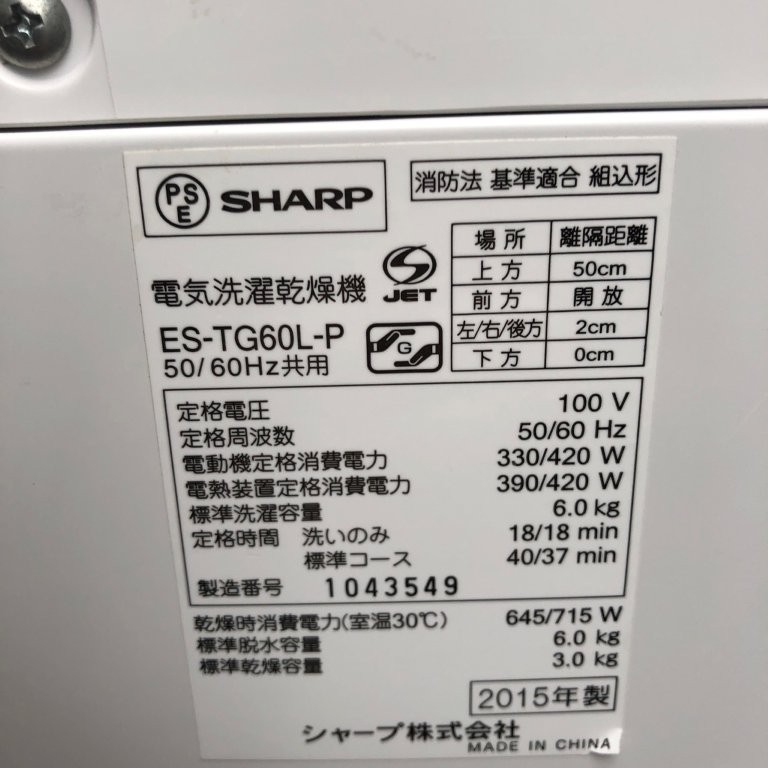 PSE SHARP
消防法 基準適合 組込形
電気洗濯乾燥機
JET
ES-TG60L-P
50/60Hz共用
G
場所 離隔距離
上方 50cm
前方 開放
左/右/後方 2cm
下方 0cm
定格電圧 100 V
定格周波数 50/60 Hz
電動機定格消費電力 330/420 W
電熱装置定格消費電力 390/420 W
標準洗濯容量 6.0 kg
定格時間 洗いのみ 18/18 min
標準コース 40/37 min
製造番号 1043549
乾燥時消費電力(室温30℃) 645/715 W
標準脱水容量 6.0 kg
標準乾燥容量 3.0 kg
2015年製
シャープ株式会社
MADE IN CHINA